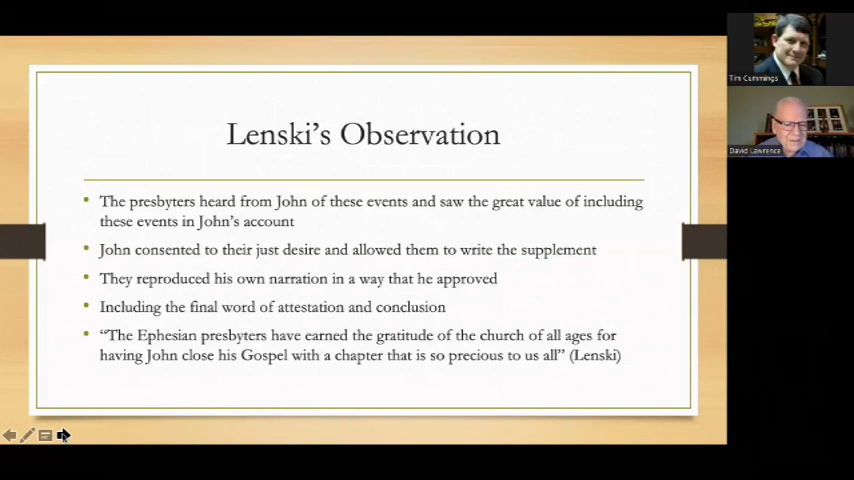 Lenski's Observation
• The presbyters heard from John of these events and saw the great value of including
these events in John's account
• John consented to their just desire and allowed them to write the supplement
• They reproduced his own narration in a way that he approved
• Including the final word of attestation and conclusion
• “The Ephesian presbyters have earned the gratitude of the church of all ages for
having John close his Gospel with a chapter that is so precious to us all” (Lenski)
Tim Cummings
David Lawrence